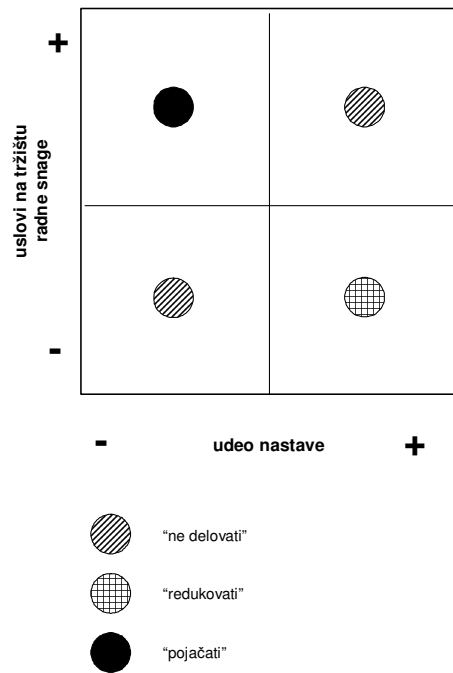 +
uslovi na tržištu
radne snage
-
- udeo nastave +
“ne delovati”
“redukovati”
“pojačati”